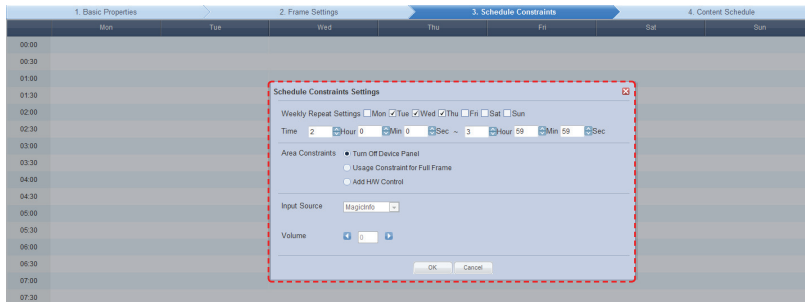 1. Basic Properties 2. Frame Settings 3. Schedule Constraints 4. Content Schedule
Mon Tue Wed Thu Fri Sat Sun
00:00
00:30
01:00
01:30
02:00
02:30
03:00
03:30
04:00
04:30
05:00
05:30
06:00
06:30
07:00
07:30
Schedule Constraints Settings
Weekly Repeat Settings Mon Tue Wed Thu Fri Sat Sun
Time 2 Hour 0 Min 0 Sec ~ 3 Hour 59 Min 59 Sec
Area Constraints Turn Off Device Panel
Usage Constraint for Full Frame
Add H/W Control
Input Source MagicInfo
Volume 0
OK Cancel